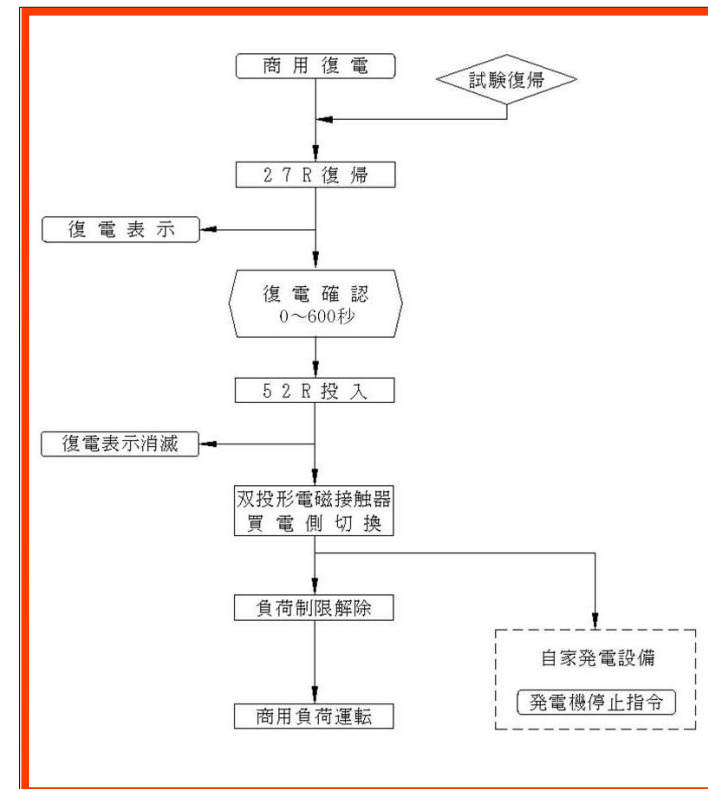 商用復電
試験復帰
27R復帰
復電表示
復電確認
0～600秒
52R投入
復電表示消滅
双投形電磁接触器
買電側切換
負荷制限解除
自家発電設備
発電機停止指令
商用負荷運転